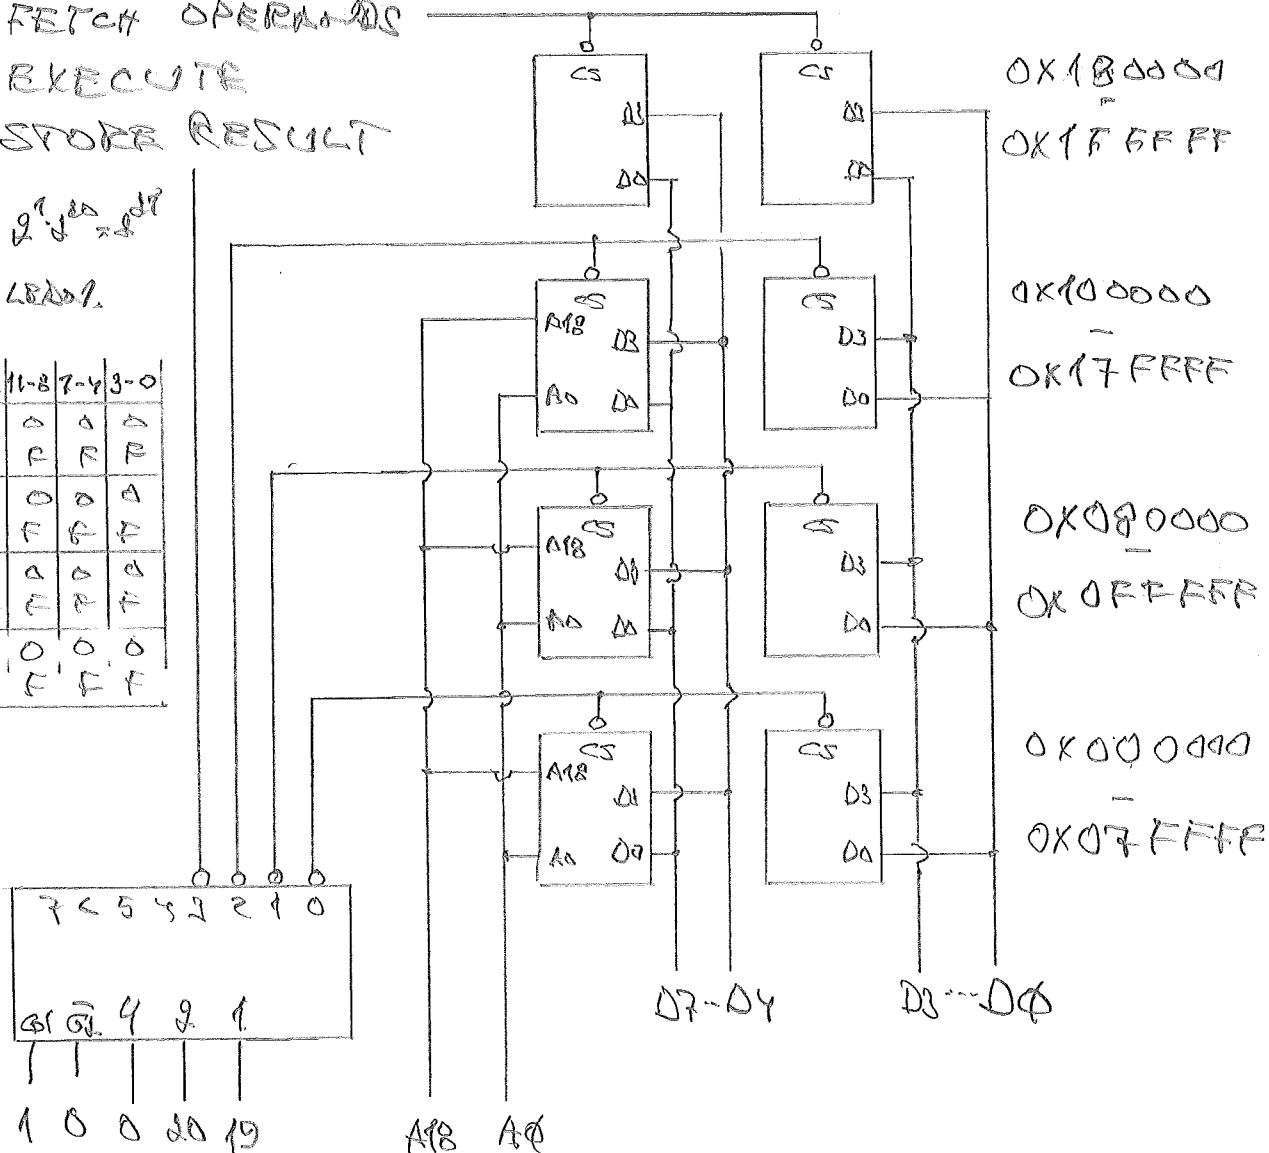 FETCH OPERANDS
EXECUTE
STORE RESULT
CS CS
D3 D0
0X180000
-
0X1FFFFF
CS CS
A18 D3 D3
A0 D0 D0
0X100000
-
0X17FFFF
11-8 7-4 3-0
0 0 0
F F F
0 0 0
F F F
0 0 0
F F F
0 0 0
F F F
CS CS
A18 D3
A0 D0 D0
0X080000
-
0X0FFFFF
CS CS
A18 D3
A0 D0 D0
0X000000
-
0X07FFFF
7 6 5 4 3 2 1 0
4 2 1
1 0 0 20 19
A18 A0
D7--D4
D3---D0